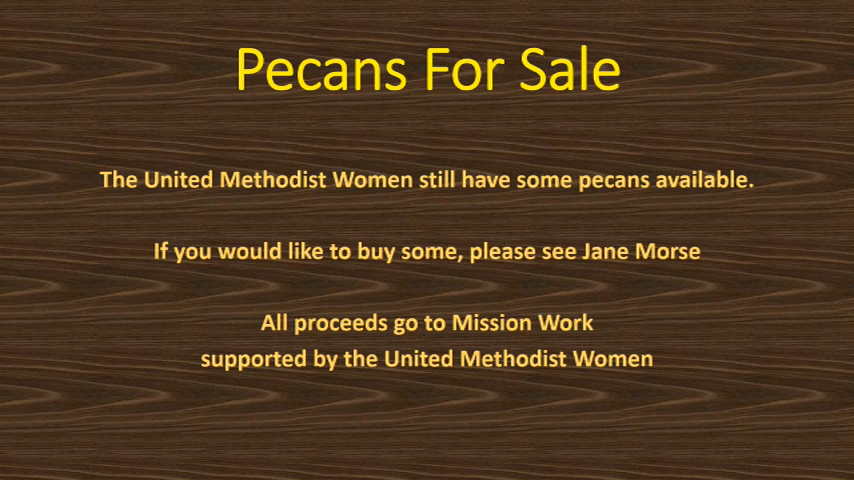 Pecans For Sale
The United Methodist Women still have some pecans available.
If you would like to buy some, please see Jane Morse
All proceeds go to Mission Work
supported by the United Methodist Women